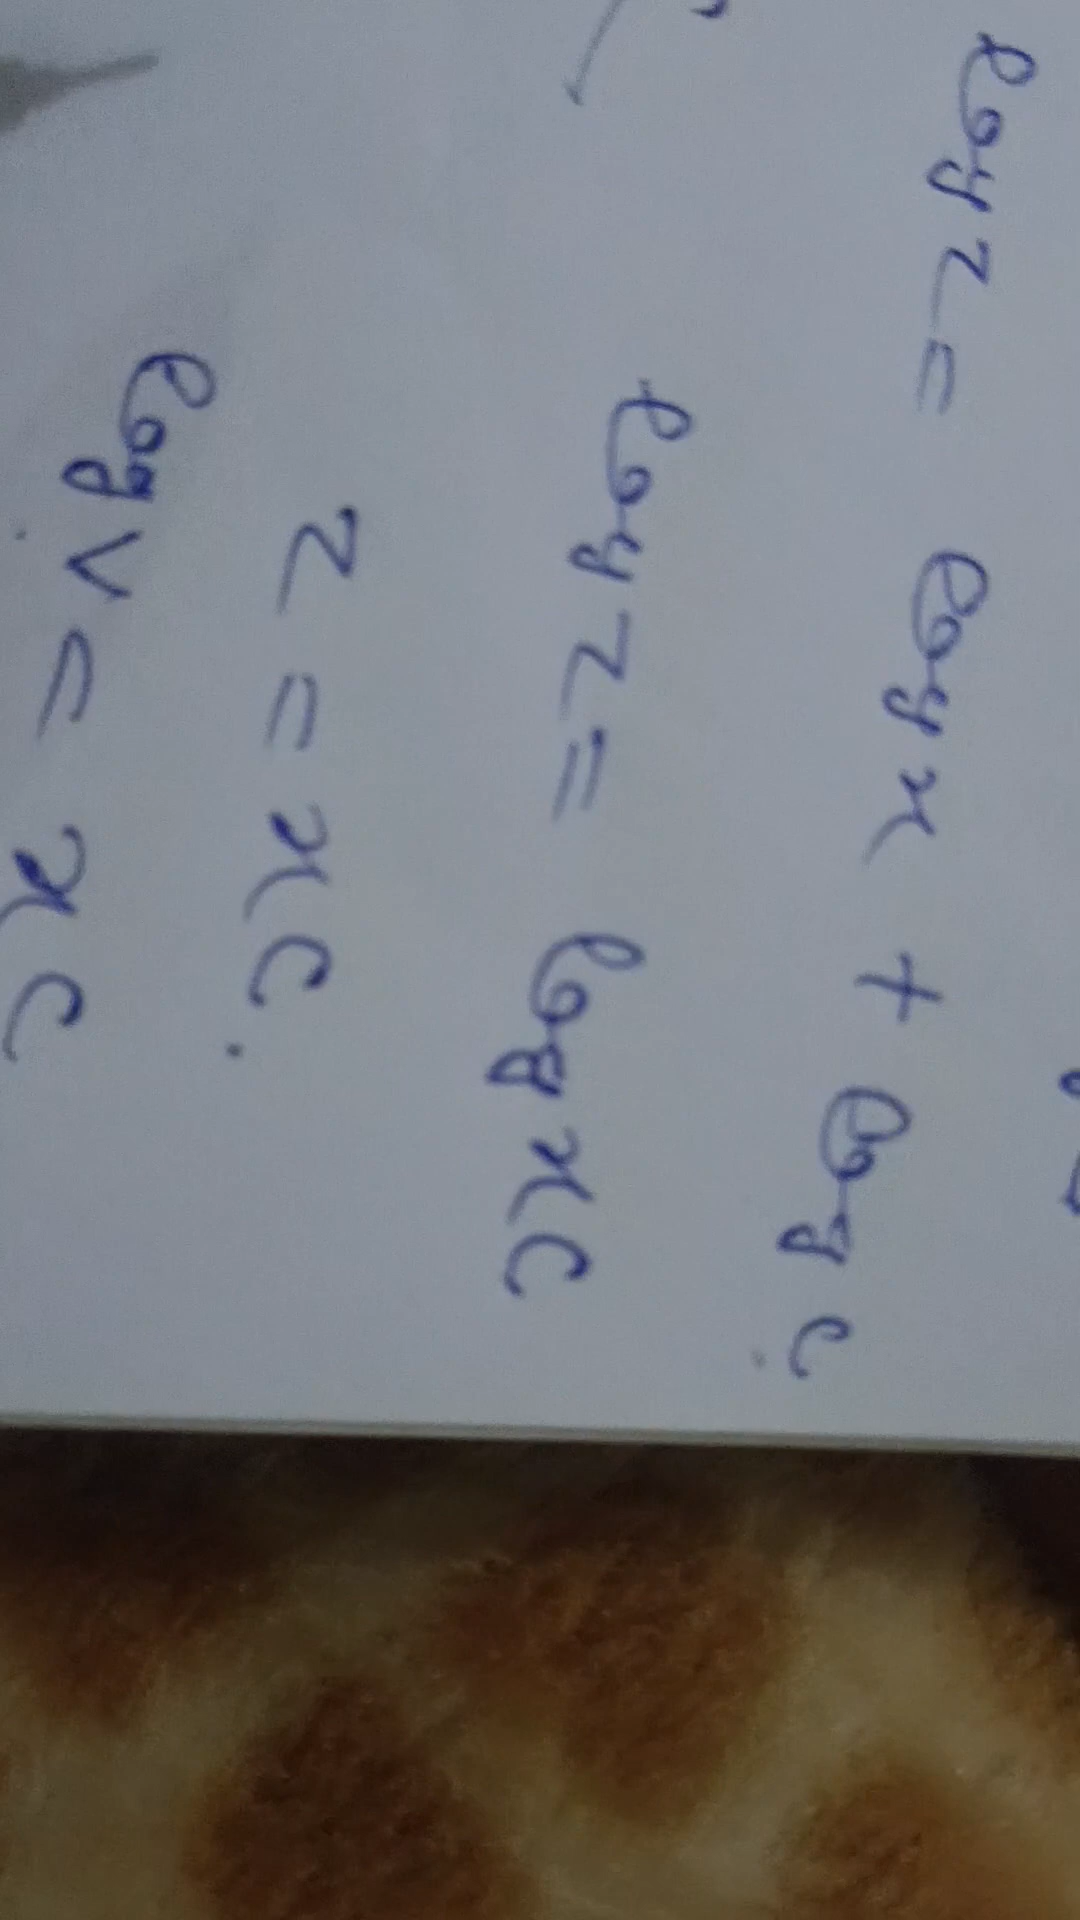 log z = log x + log c
log z = log xc
z = xc.
log v = xc